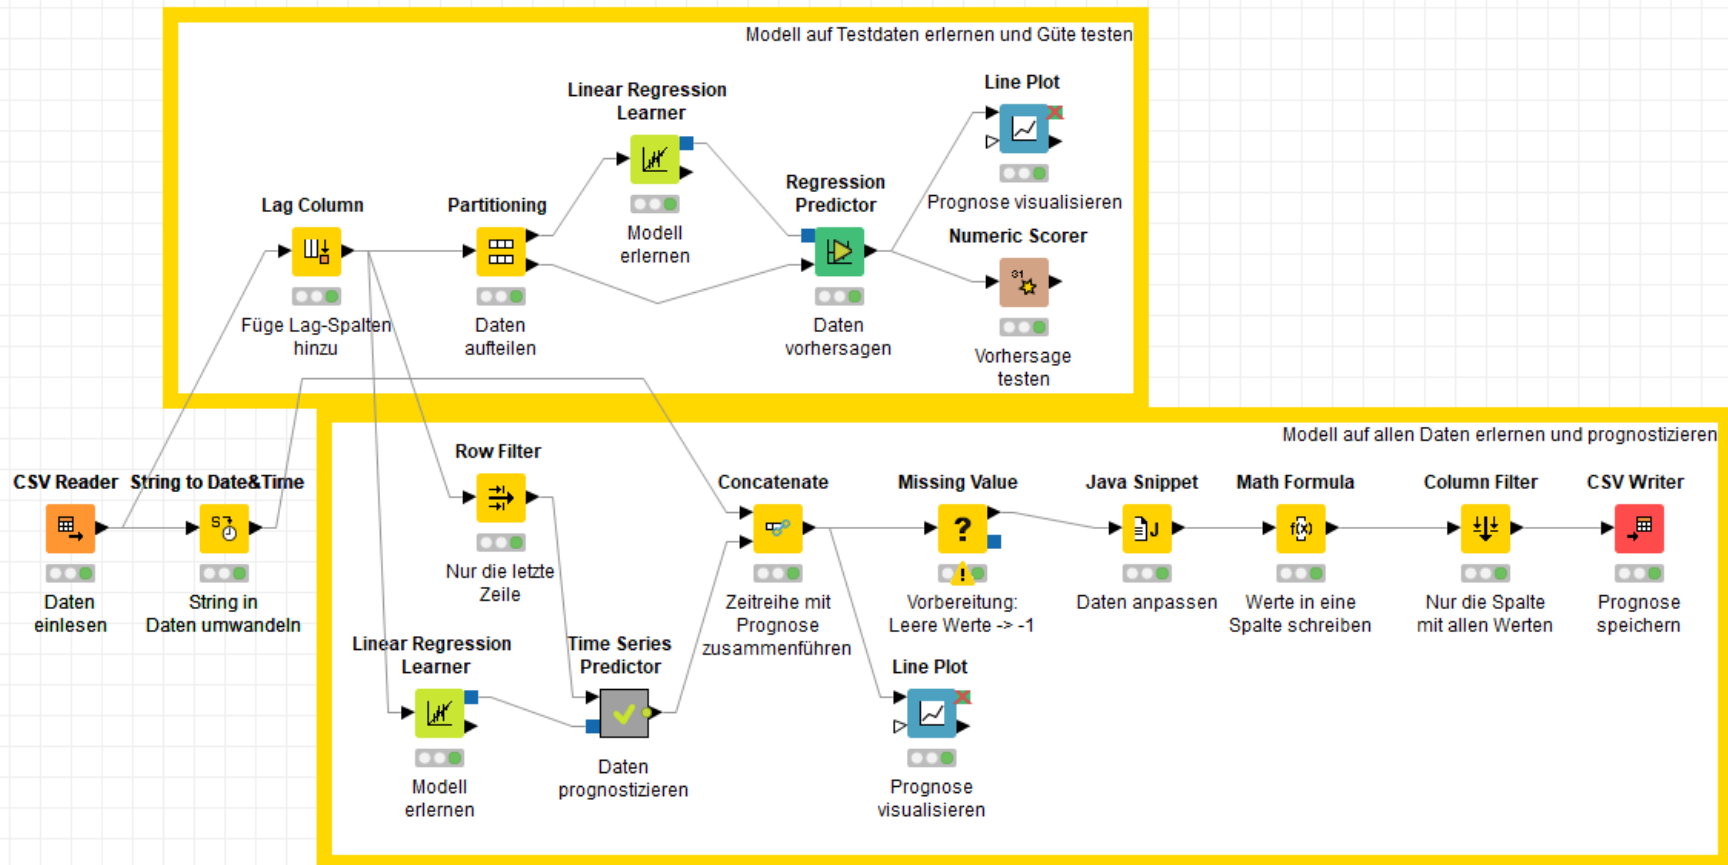 Modell auf Testdaten erlernen und Güte testen
Line Plot
Prognose visualisieren
Linear Regression
Learner
Modell
erlernen
Regression
Predictor
Daten
vorhersagen
Numeric Scorer
31
Vorhersage
testen
Lag Column
Füge Lag-Spalten
hinzu
Partitioning
Daten
aufteilen
Modell auf allen Daten erlernen und prognostizieren
CSV Reader
Daten
einlesen
String to Date&Time
S
String in
Daten umwandeln
Row Filter
Nur die letzte
Zeile
Linear Regression
Learner
Modell
erlernen
Time Series
Predictor
Daten
prognostizieren
Concatenate
Zeitreihe mit
Prognose
zusammenführen
Line Plot
Prognose
visualisieren
Missing Value
?
!
Vorbereitung:
Leere Werte -> -1
Java Snippet
J
Daten anpassen
Math Formula
f(x)
Werte in eine
Spalte schreiben
Column Filter
Nur die Spalte
mit allen Werten
CSV Writer
Prognose
speichern